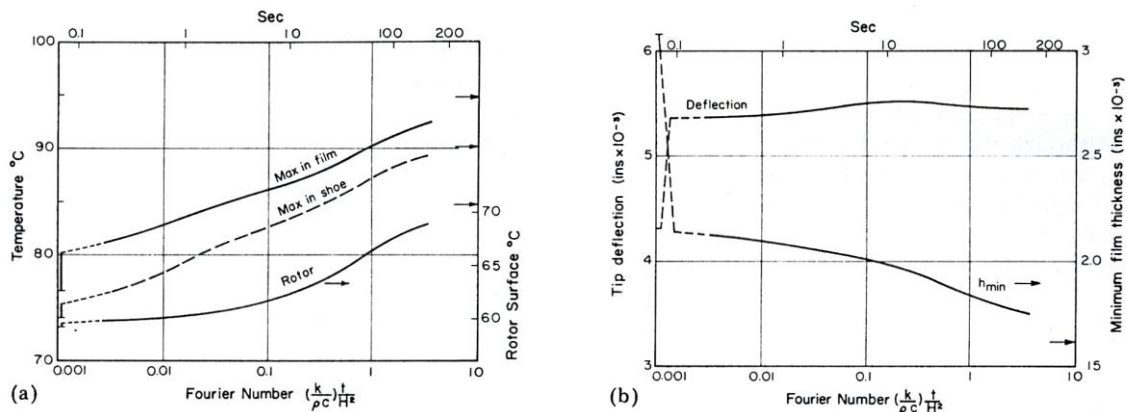 Sec
0.1 1 10 100 200
100
90
80
70
Temperature °C
Max in film
Max in shoe
Rotor
70
65
60
Rotor Surface °C
0.001 0.01 0.1 1 10
(a) Fourier Number (k/ρc) t/H²
Sec
0.1 1 10 100 200
6
5
4
3
Tip deflection (ins×10⁻³)
Deflection
hmin
3
2.5
2.0
15
Minimum film thickness (ins × 10⁻³)
0.001 0.01 0.1 1 10
(b) Fourier Number (k/ρc) t/H²